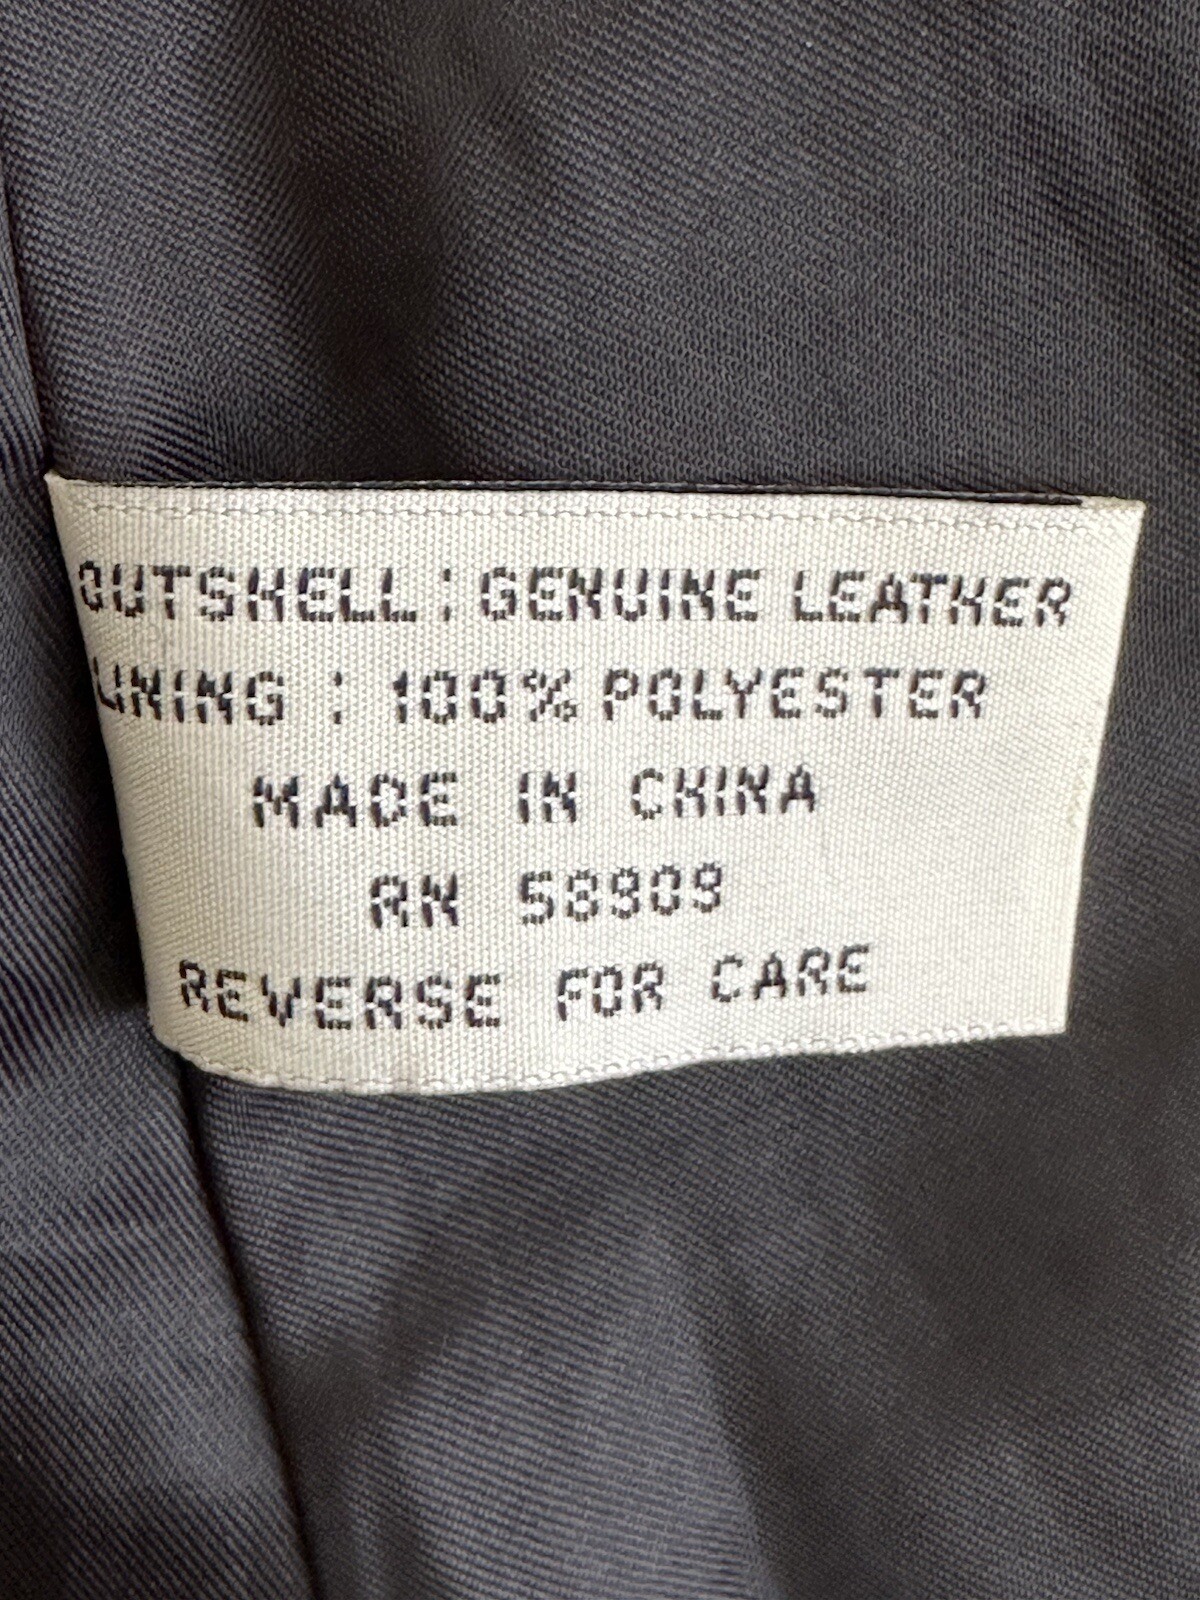 OUTSHELL : GENUINE LEATHER
LINING : 100% POLYESTER
MADE IN CHINA
RN 58909
REVERSE FOR CARE